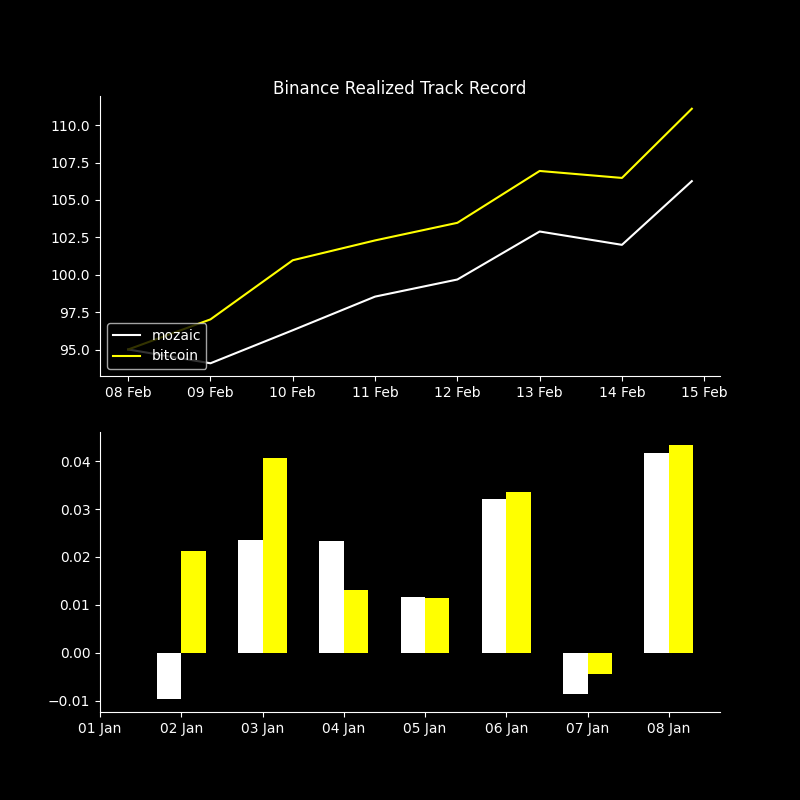 Binance Realized Track Record
110.0
107.5
105.0
102.5
100.0
97.5
95.0
mozaic
bitcoin
08 Feb 09 Feb 10 Feb 11 Feb 12 Feb 13 Feb 14 Feb 15 Feb
0.04
0.03
0.02
0.01
0.00
−0.01
01 Jan 02 Jan 03 Jan 04 Jan 05 Jan 06 Jan 07 Jan 08 Jan